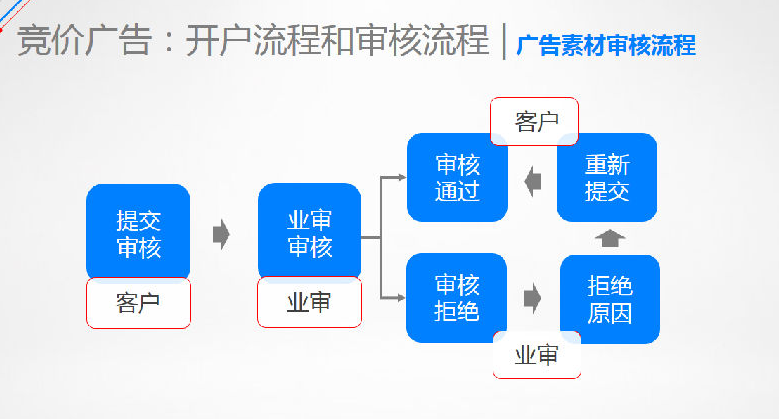 竞价广告：开户流程和审核流程 | 广告素材审核流程
客户
审核
通过
重新
提交
提交
审核
业审
审核
客户
业审
审核
拒绝
拒绝
原因
业审